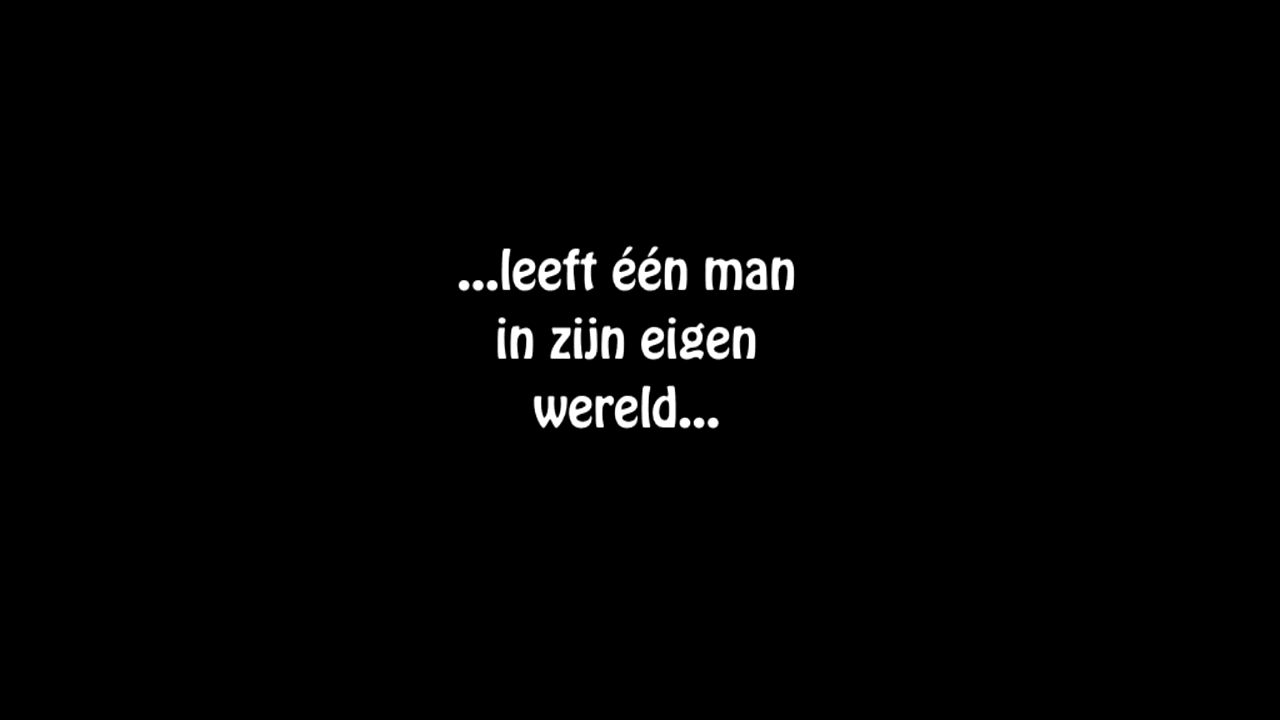 ...leeft één man
in zijn eigen
wereld...